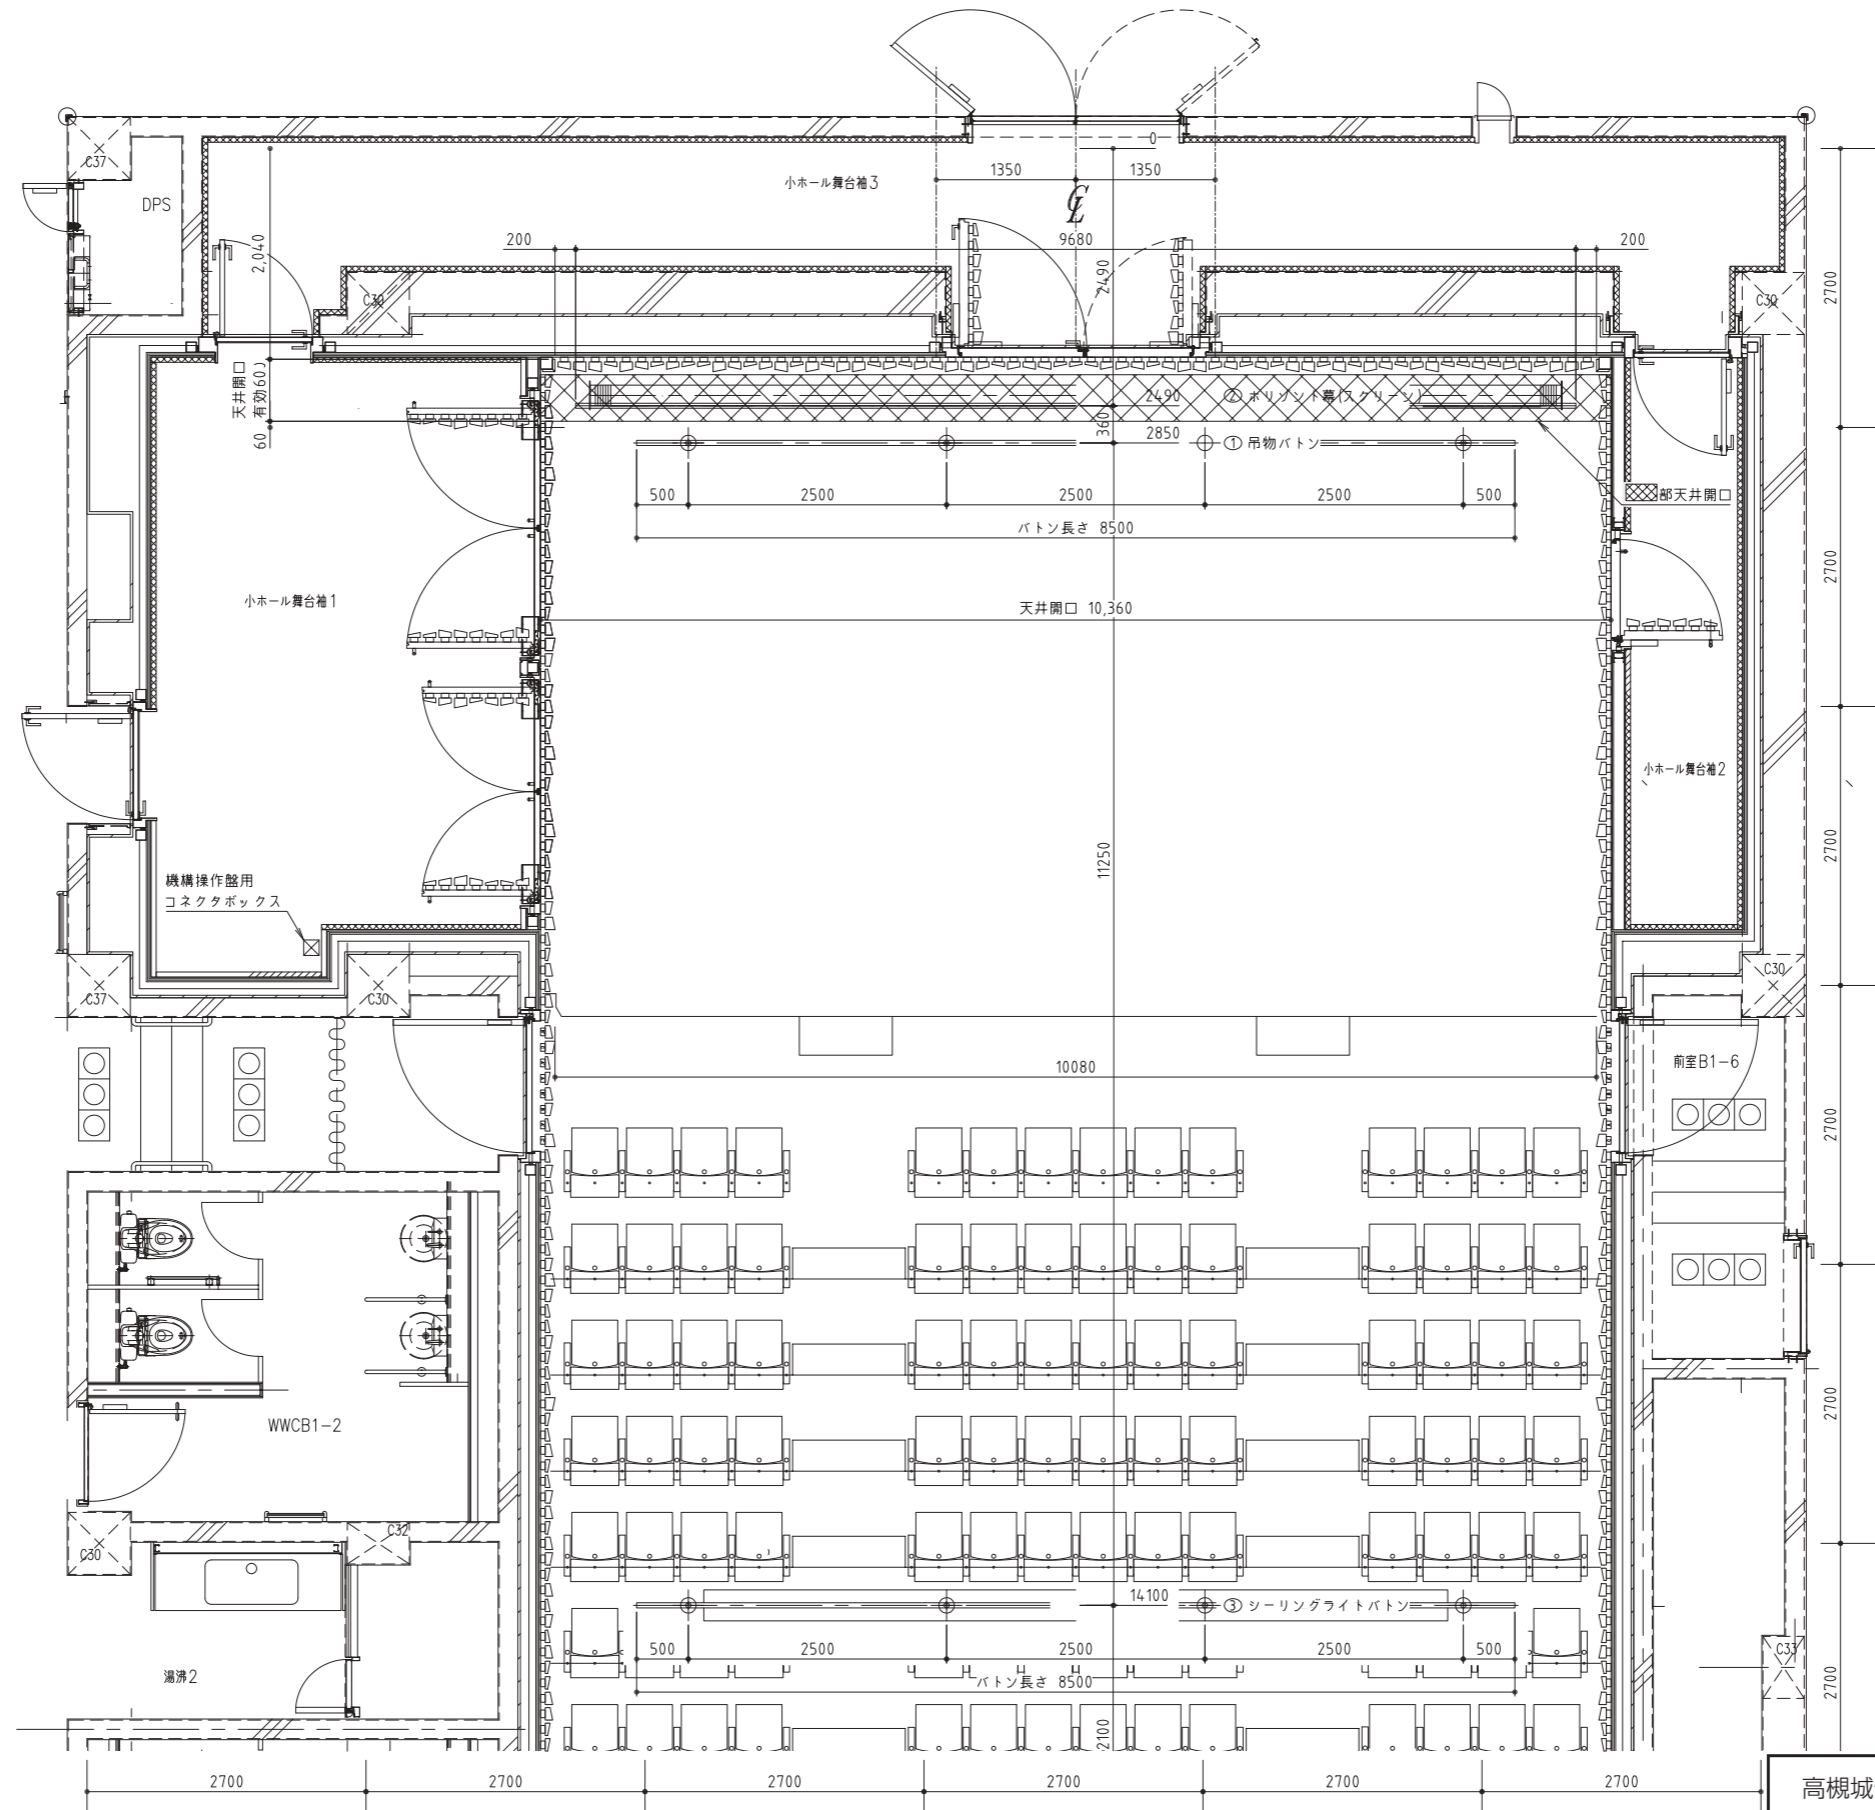 0
1350
1350
C37
小ホール舞台袖3
DPS
CL
200
9680
200
2,040
2490
2700
C30
C30
天井開口
有効600
60
2490
② ホリゾント幕(スクリーン)
360
2850
① 吊物バトン
500
2500
2500
2500
500
部天井開口
バトン長さ 8500
2700
小ホール舞台袖1
天井開口 10,360
小ホール舞台袖2
11250
2700
機構操作盤用
コネクタボックス
C37
C30
C30
10080
前室B1-6
2700
WWCB1-2
2700
C30
C32
14100
③ シーリングライトバトン
500
2500
2500
2500
500
湯沸2
バトン長さ 8500
C33
2700
2100
2700
2700
2700
2700
2700
2700
高槻城